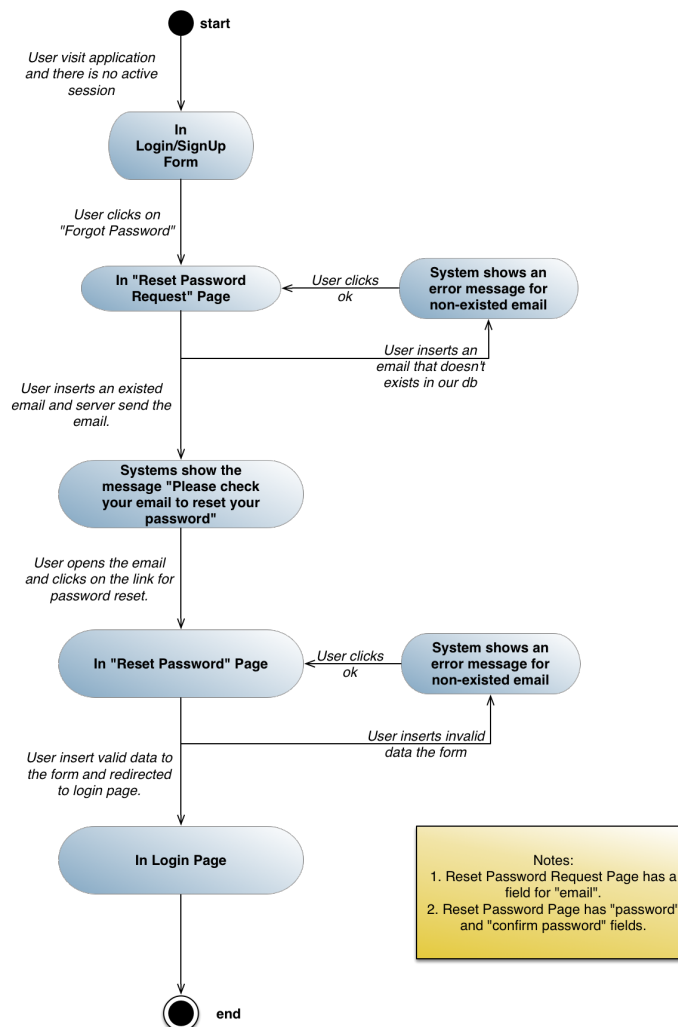 start
User visit application
and there is no active
session
In
Login/SignUp
Form
User clicks on
"Forgot Password"
In "Reset Password
Request" Page
User clicks
ok
System shows an
error message for
non-existed email
User inserts an
email that doesn't
exists in our db
User inserts an existed
email and server send the
email.
Systems show the
message "Please check
your email to reset your
password"
User opens the email
and clicks on the link for
password reset.
In "Reset Password" Page
User clicks
ok
System shows an
error message for
non-existed email
User inserts invalid
data the form
User insert valid data to
the form and redirected
to login page.
In Login Page
Notes:
1. Reset Password Request Page has a
field for "email".
2. Reset Password Page has "password"
and "confirm password" fields.
end